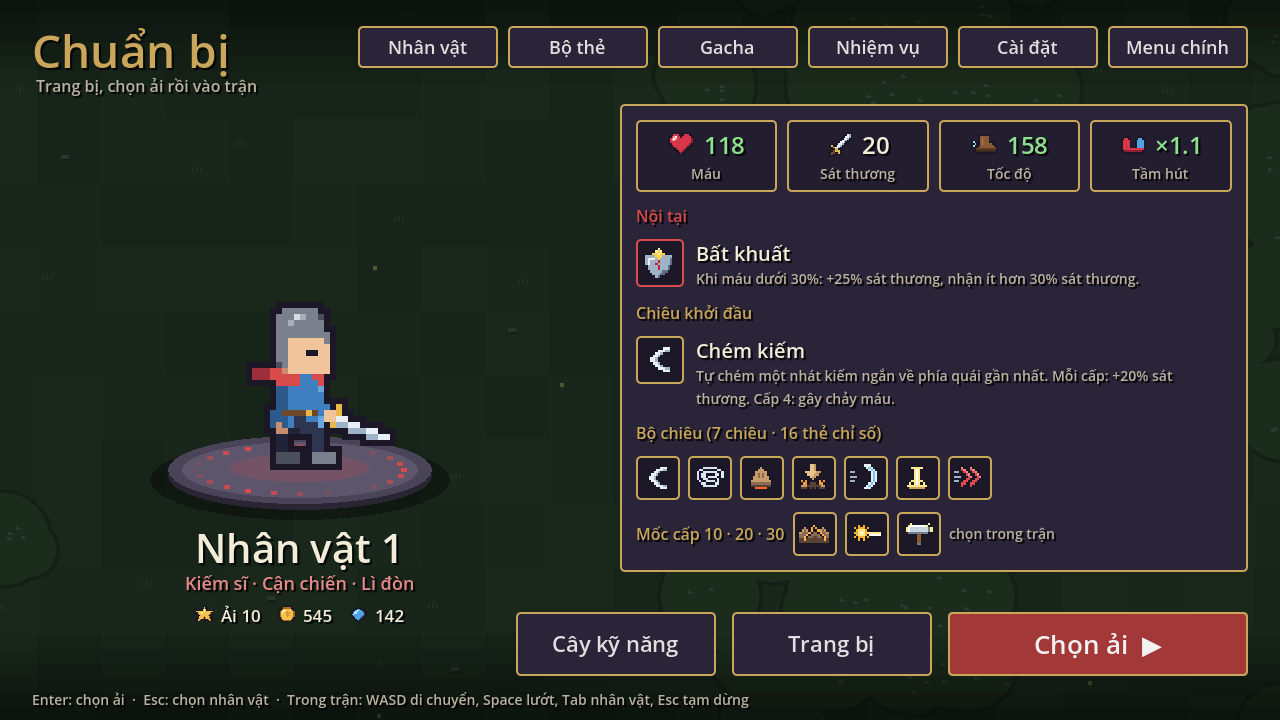 Chuẩn bị
Trang bị, chọn ải rồi vào trận
Nhân vật
Bộ thẻ
Gacha
Nhiệm vụ
Cài đặt
Menu chính
118
Máu
20
Sát thương
158
Tốc độ
×1.1
Tầm hút
Nội tại
Bất khuất
Khi máu dưới 30%: +25% sát thương, nhận ít hơn 30% sát thương.
Chiêu khởi đầu
Chém kiếm
Tự chém một nhát kiếm ngắn về phía quái gần nhất. Mỗi cấp: +20% sát
thương. Cấp 4: gây chảy máu.
Bộ chiêu (7 chiêu · 16 thẻ chỉ số)
Mốc cấp 10 · 20 · 30
chọn trong trận
Nhân vật 1
Kiếm sĩ · Cận chiến · Lì đòn
Ải 10
545
142
Cây kỹ năng
Trang bị
Chọn ải ▶
Enter: chọn ải · Esc: chọn nhân vật · Trong trận: WASD di chuyển, Space lướt, Tab nhân vật, Esc tạm dừng